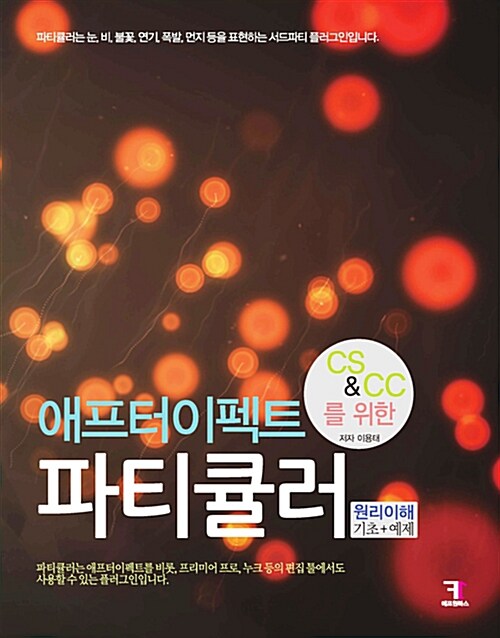 파티큘러는 눈, 비, 불꽃, 연기, 폭발, 먼지 등을 표현하는 서드파티 플러그인입니다.
CS
&CC
를 위한
저자 이용태
애프터이펙트
파티큘러
원리이해
기초+예제
파티큘러는 애프터이펙트를 비롯, 프리미어 프로, 누크 등의 편집 툴에서도
사용할 수 있는 플러그인입니다.
에프원북스